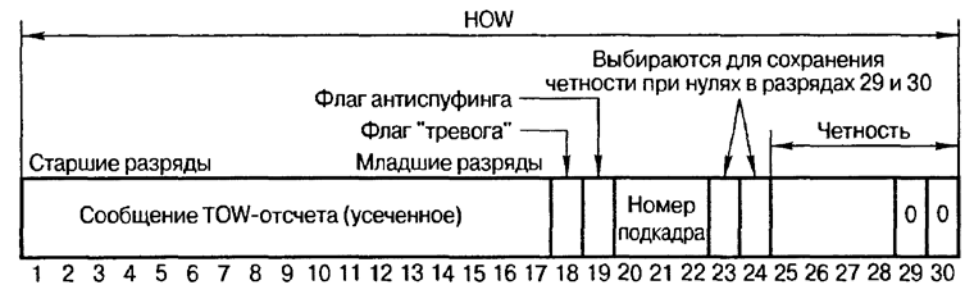 HOW
Выбираются для сохранения
четности при нулях в разрядах 29 и 30
Флаг антиспуфинга
Флаг "тревога"
Четность
Старшие разряды Младшие разряды
Сообщение TOW-отсчета (усеченное)
Номер
подкадра
0 0
1 2 3 4 5 6 7 8 9 10 11 12 13 14 15 16 17 18 19 20 21 22 23 24 25 26 27 28 29 30